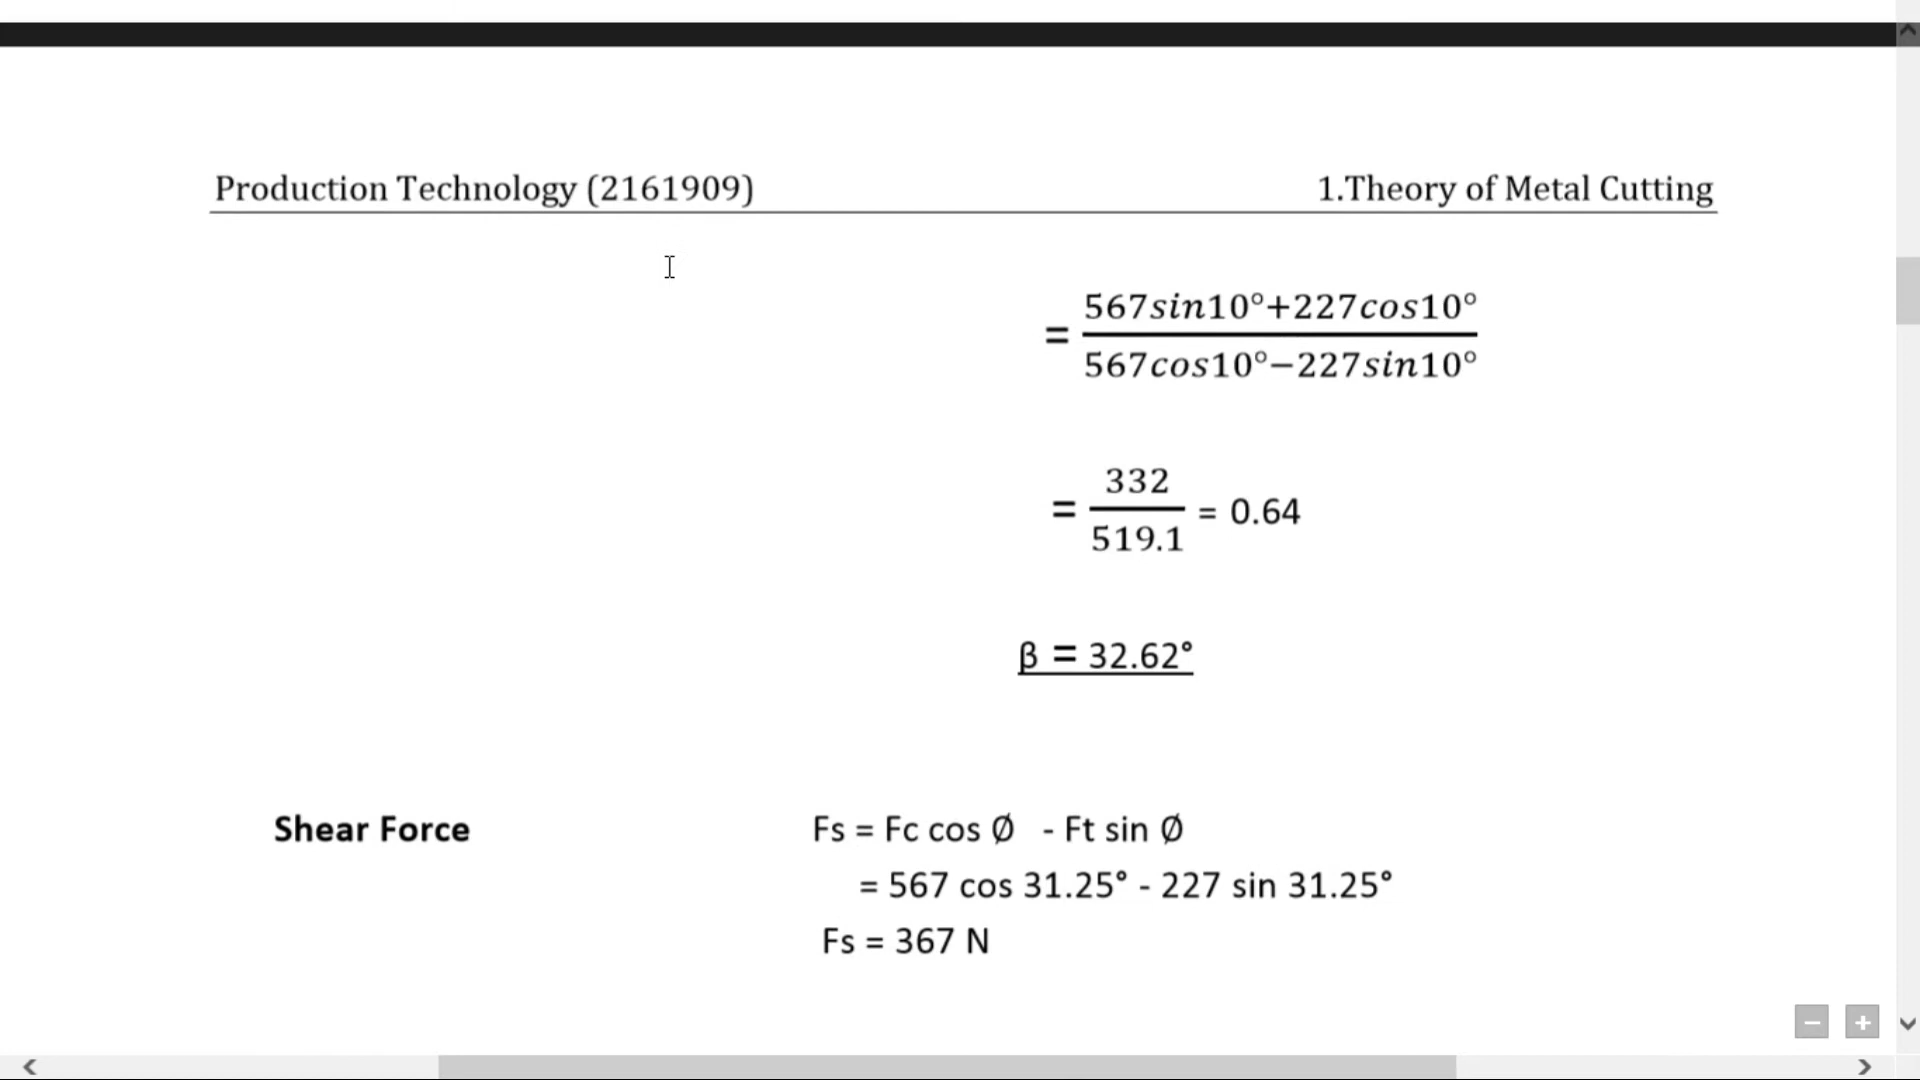 Production Technology (2161909) 1.Theory of Metal Cutting
= 567sin10°+227cos10°
567cos10°−227sin10°
= 332
519.1 = 0.64
β = 32.62°
Shear Force Fs = Fc cos Ø - Ft sin Ø
= 567 cos 31.25° - 227 sin 31.25°
Fs = 367 N